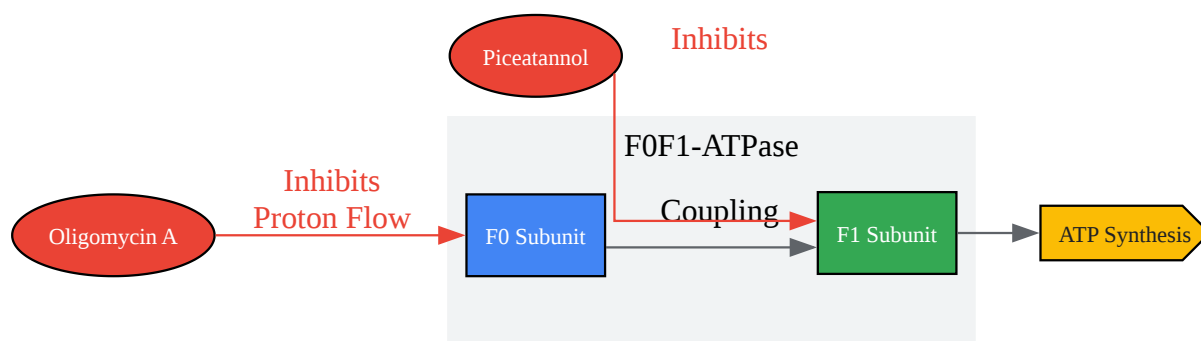 Piceatannol
Inhibits
F0F1-ATPase
Inhibits
Proton Flow
Coupling
Oligomycin A
F0 Subunit
F1 Subunit
ATP Synthesis